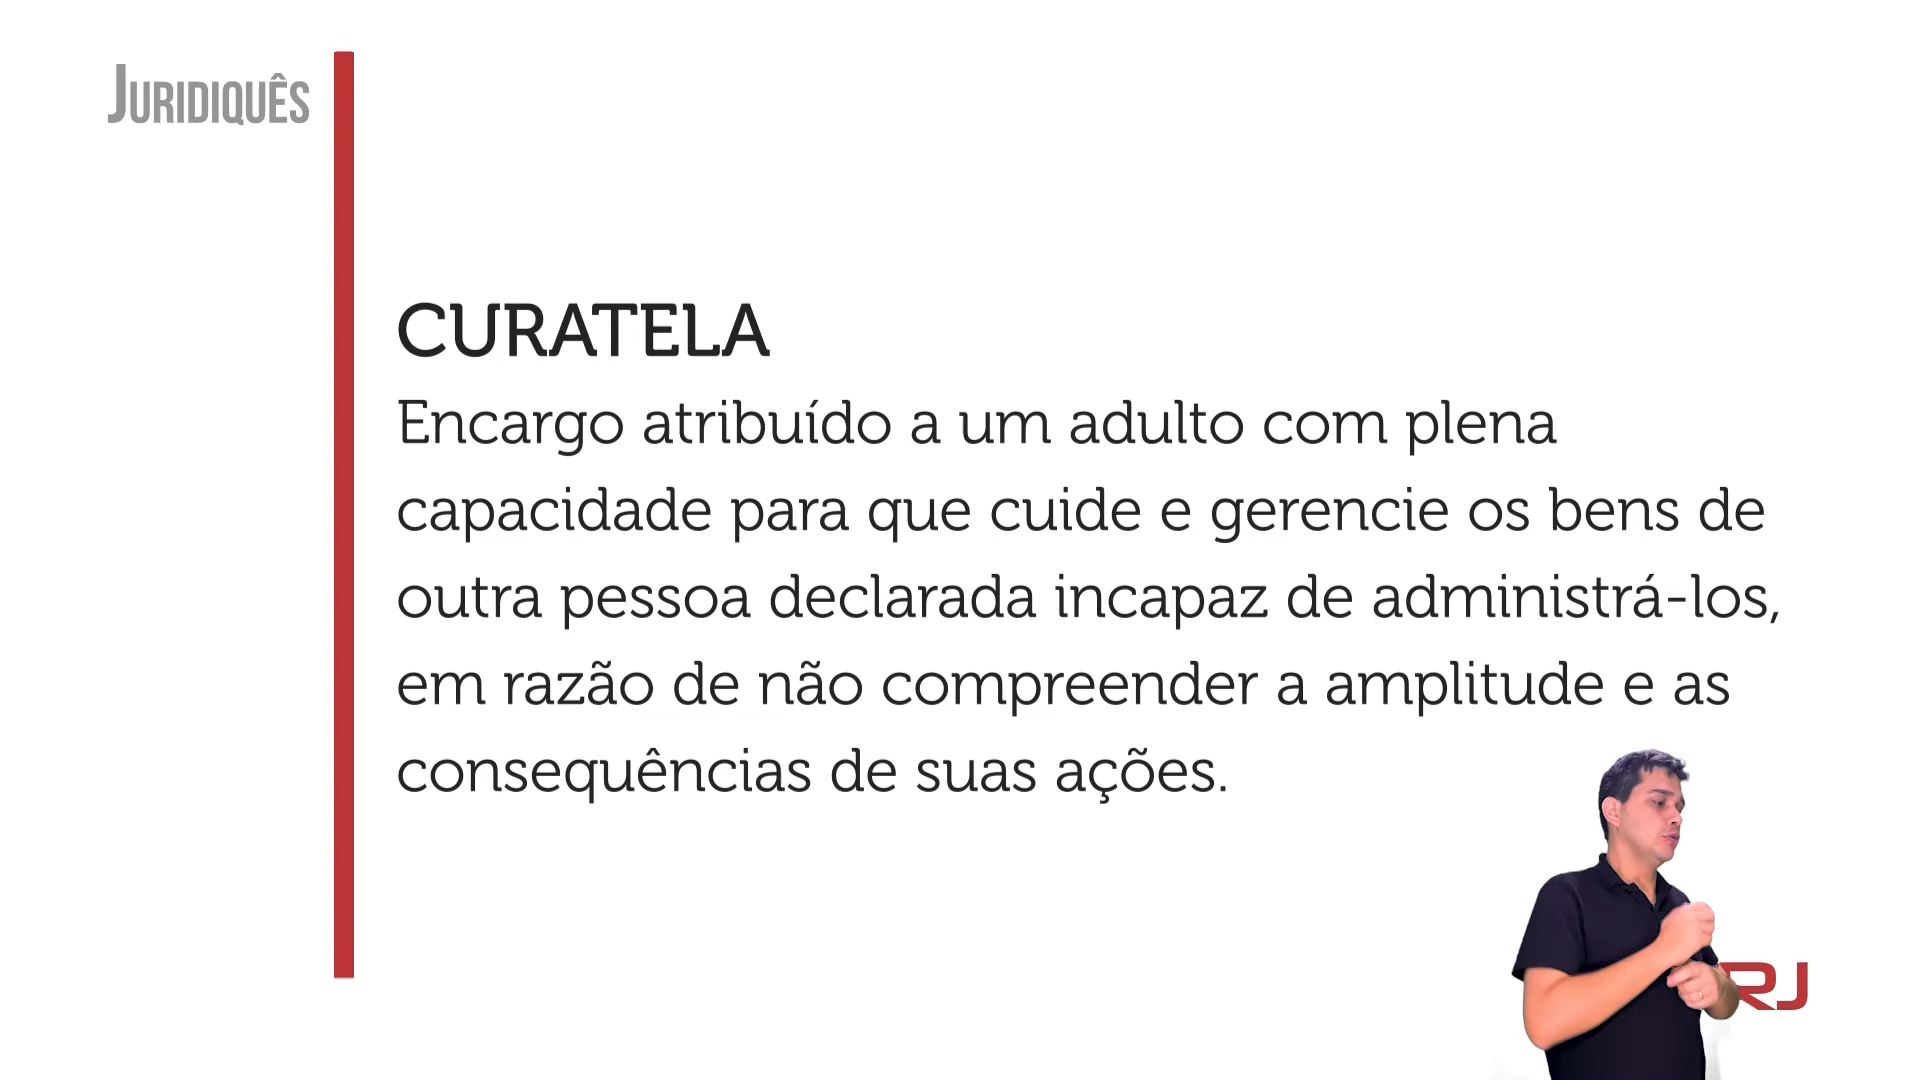 JURIDIQUÊS
CURATELA
Encargo atribuído a um adulto com plena
capacidade para que cuide e gerencie os bens de
outra pessoa declarada incapaz de administrá-los,
em razão de não compreender a amplitude e as
consequências de suas ações.
RJ